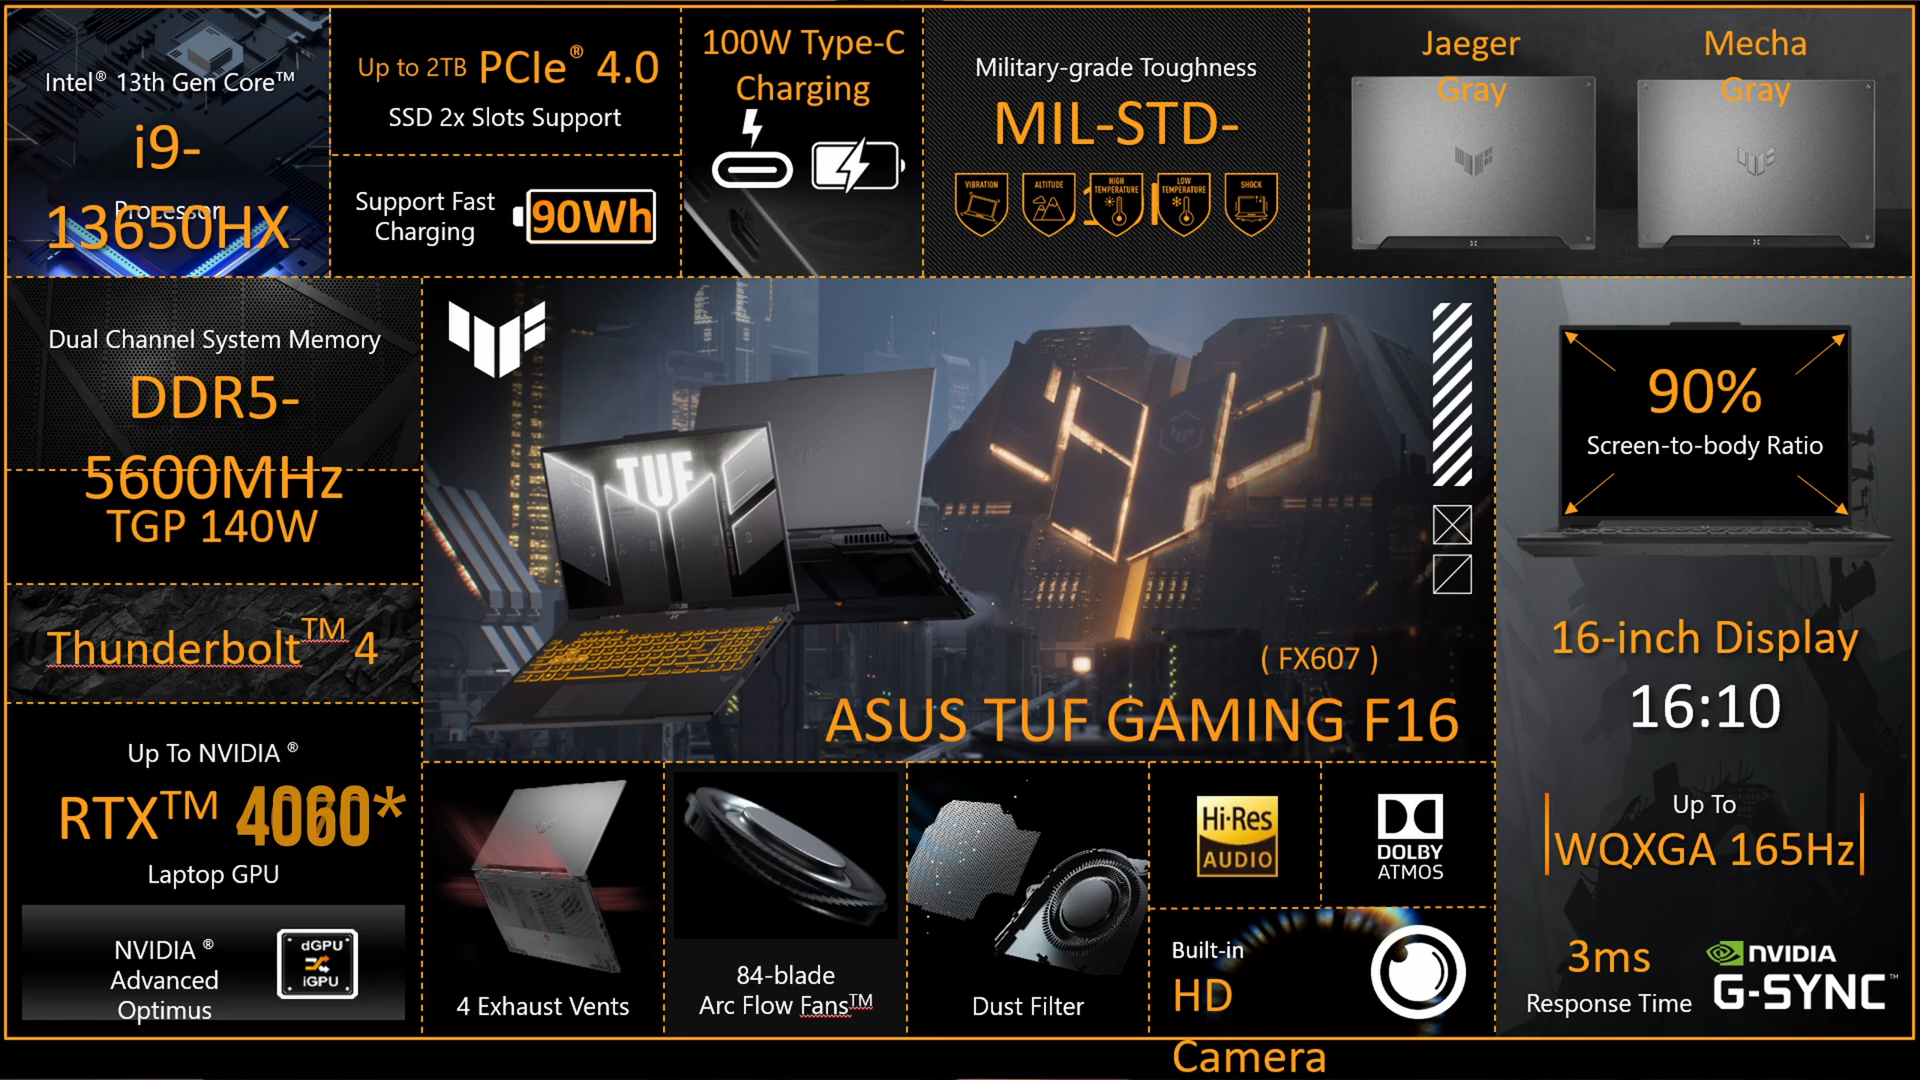 Intel® 13th Gen Core™
i9-
13650HX
Processor
Up to 2TB PCIe® 4.0
SSD 2x Slots Support
Support Fast
Charging
90Wh
100W Type-C
Charging
Military-grade Toughness
MIL-STD-
VIBRATION
ALTITUDE
HIGH
TEMPERATURE
LOW
TEMPERATURE
SHOCK
Jaeger
Gray
Mecha
Gray
Dual Channel System Memory
DDR5-
5600MHz
TGP 140W
Thunderbolt™ 4
Up To NVIDIA ®
RTX™
Laptop GPU
NVIDIA ®
Advanced
Optimus
dGPU
iGPU
TUF
( FX607 )
ASUS TUF GAMING F16
90%
Screen-to-body Ratio
16-inch Display
16:10
Up To
WQXGA 165Hz
3ms
Response Time
NVIDIA
G-SYNC™
4 Exhaust Vents
84-blade
Arc Flow Fans™
Dust Filter
Hi-Res
AUDIO
DOLBY
ATMOS
Built-in
HD
Camera